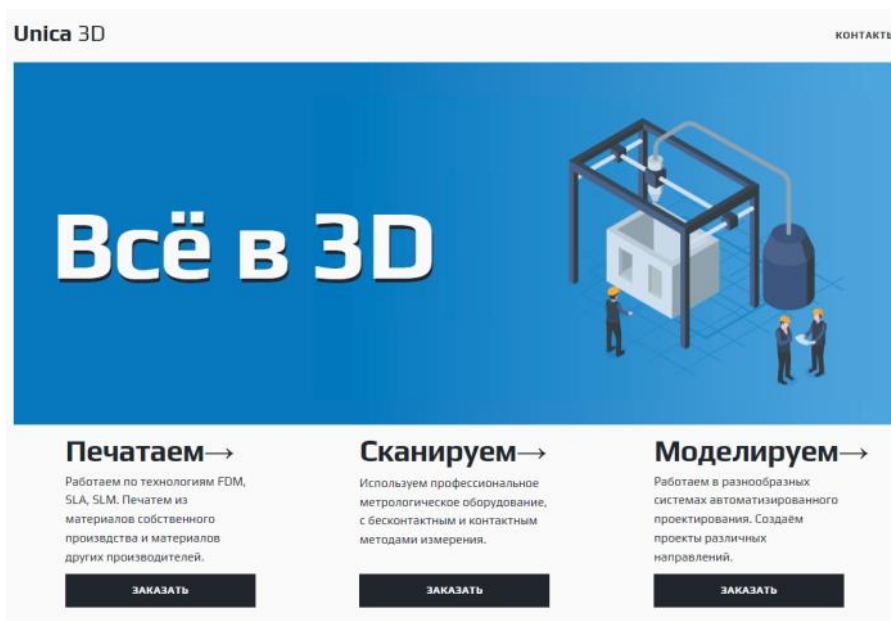 Unica 3D
КОНТАКТЫ
Всё в 3D
Печатаем→
Работаем по технологиям FDM,
SLA, SLM. Печатем из
материалов собственного
произвдства и материалов
других производителей.
ЗАКАЗАТЬ
Сканируем→
Используем профессиональное
метрологическое оборудование,
с бесконтактным и контактным
методами измерения.
ЗАКАЗАТЬ
Моделируем→
Работаем в разнообразных
системах автоматизированного
проектирования. Создаём
проекты различных
направлений.
ЗАКАЗАТЬ